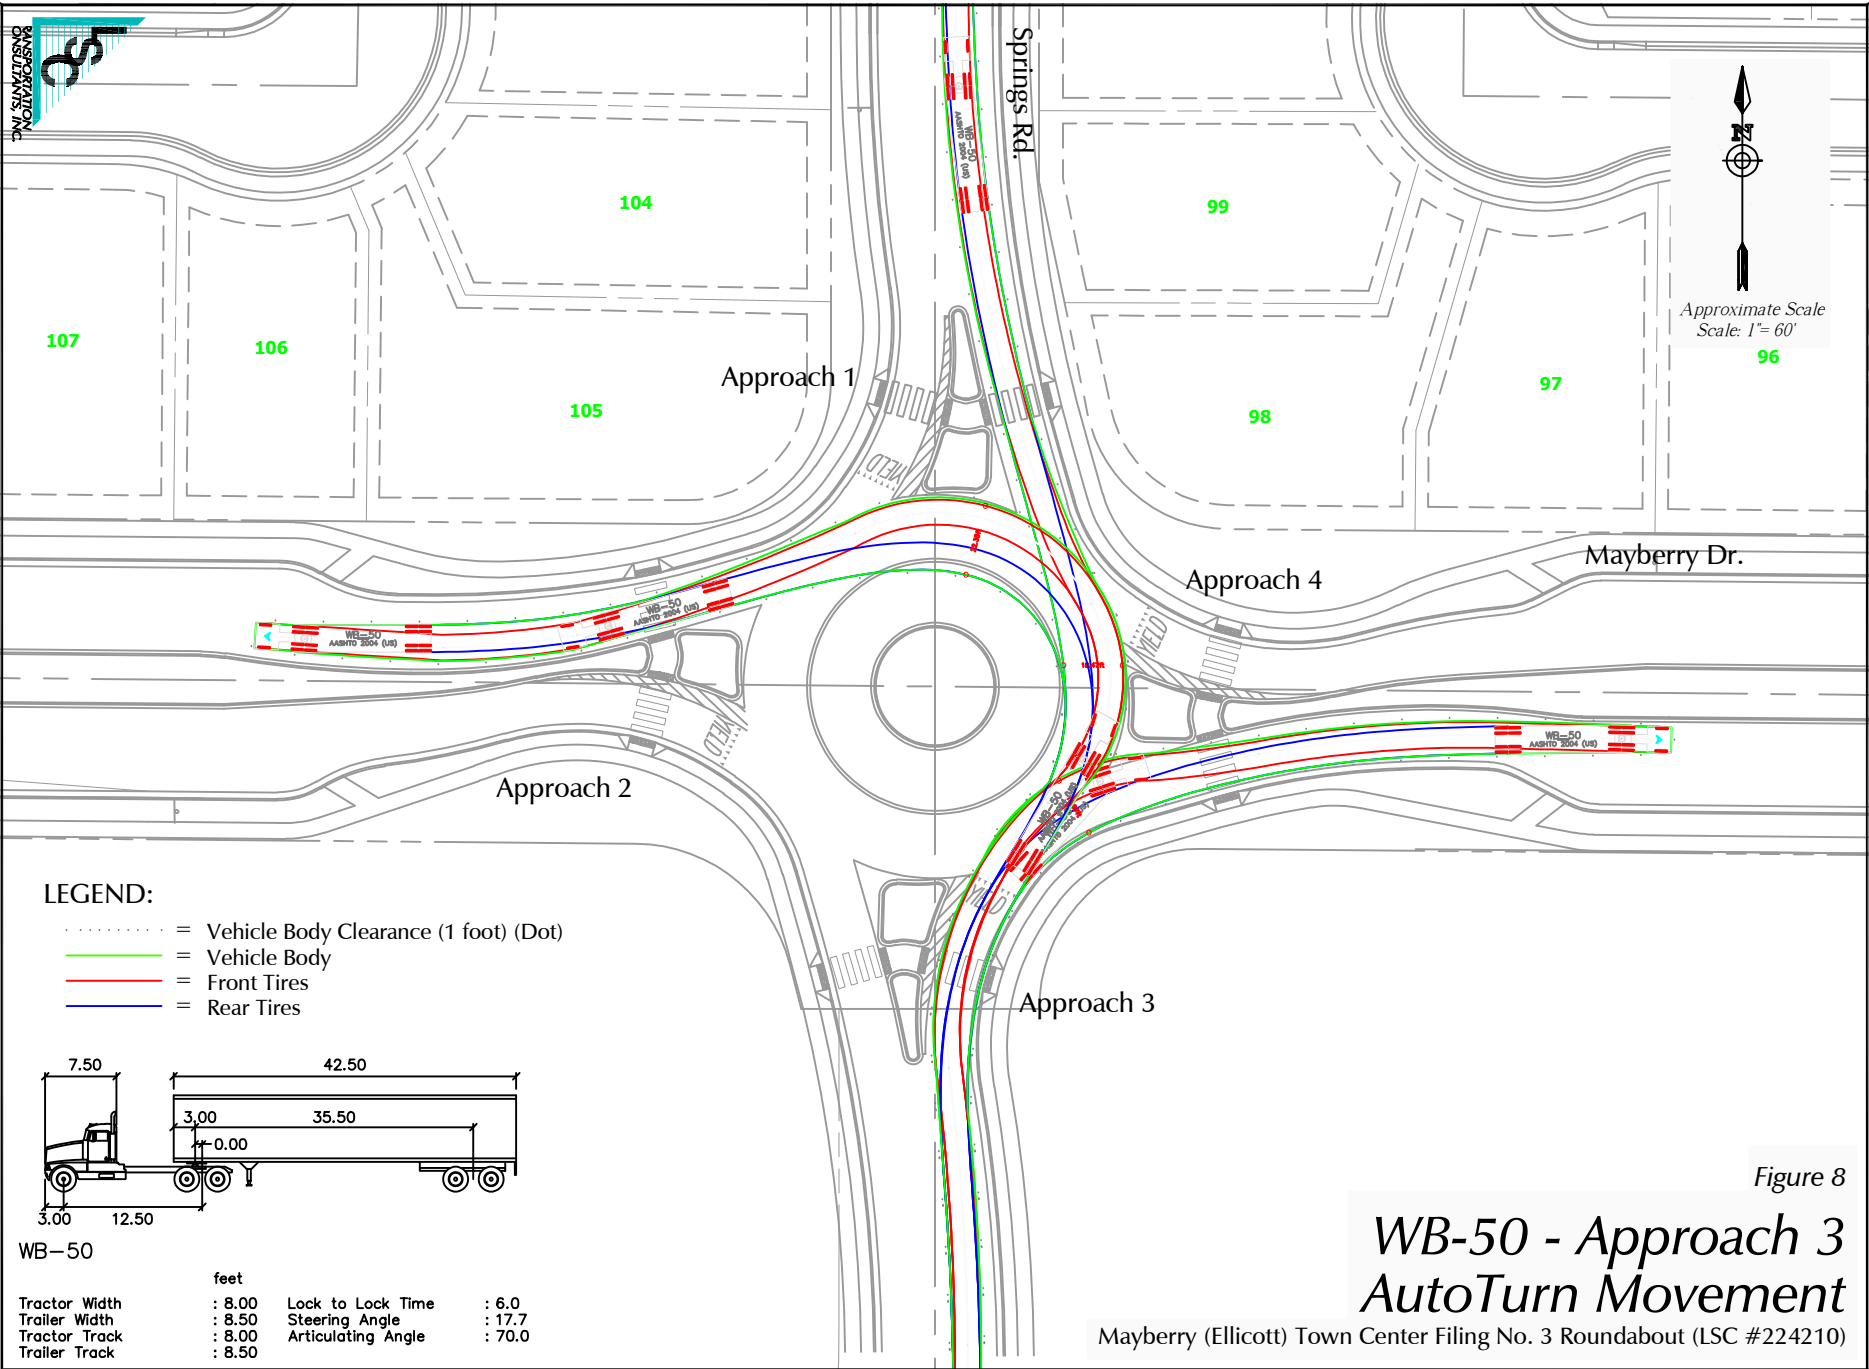 LSC
TRANSPORTATION
CONSULTANTS, INC.
Springs Rd.
WB-50
AASHTO 2004 (US)
N
Approximate Scale
Scale: 1"= 60'
104
99
107
106
105
98
97
96
Approach 1
YIELD
Mayberry Dr.
Approach 4
YIELD
WB-50
AASHTO 2004 (US)
WB-50
AASHTO 2004 (US)
YIELD
WB-50
AASHTO 2004 (US)
Approach 2
WB-50
YIELD
Approach 3
LEGEND:
= Vehicle Body Clearance (1 foot) (Dot)
= Vehicle Body
= Front Tires
= Rear Tires
7.50 42.50
3.00 35.50
0.00
3.00 12.50
WB-50
feet
Tractor Width : 8.00 Lock to Lock Time : 6.0
Trailer Width : 8.50 Steering Angle : 17.7
Tractor Track : 8.00 Articulating Angle : 70.0
Trailer Track : 8.50
Figure 8
WB-50 - Approach 3
AutoTurn Movement
Mayberry (Ellicott) Town Center Filing No. 3 Roundabout (LSC #224210)